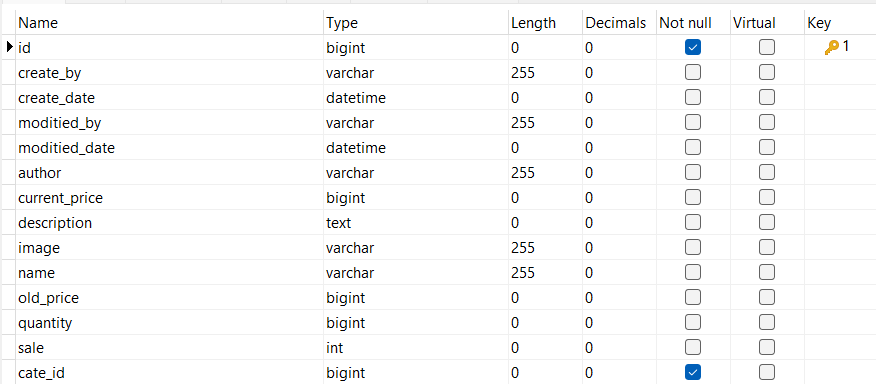 Name Type Length Decimals Not null Virtual Key
id bigint 0 0 1
create_by varchar 255 0
create_date datetime 0 0
moditied_by varchar 255 0
moditied_date datetime 0 0
author varchar 255 0
current_price bigint 0 0
description text 0 0
image varchar 255 0
name varchar 255 0
old_price bigint 0 0
quantity bigint 0 0
sale int 0 0
cate_id bigint 0 0